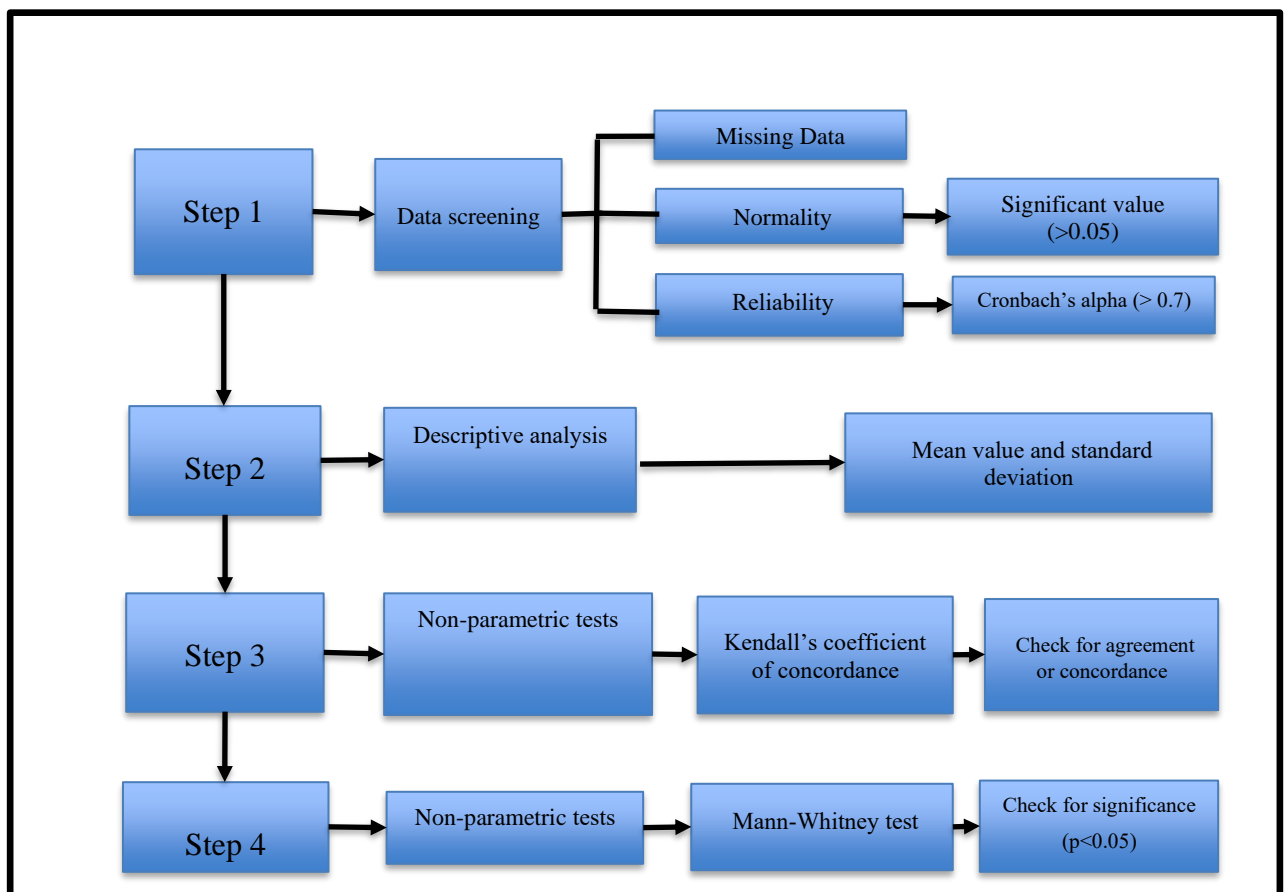 Step 1
Data screening
Missing Data
Normality
Significant value
(>0.05)
Reliability
Cronbach’s alpha (> 0.7)
Step 2
Descriptive analysis
Mean value and standard
deviation
Step 3
Non-parametric tests
Kendall’s coefficient
of concordance
Check for agreement
or concordance
Step 4
Non-parametric tests
Mann-Whitney test
Check for significance
(p<0.05)